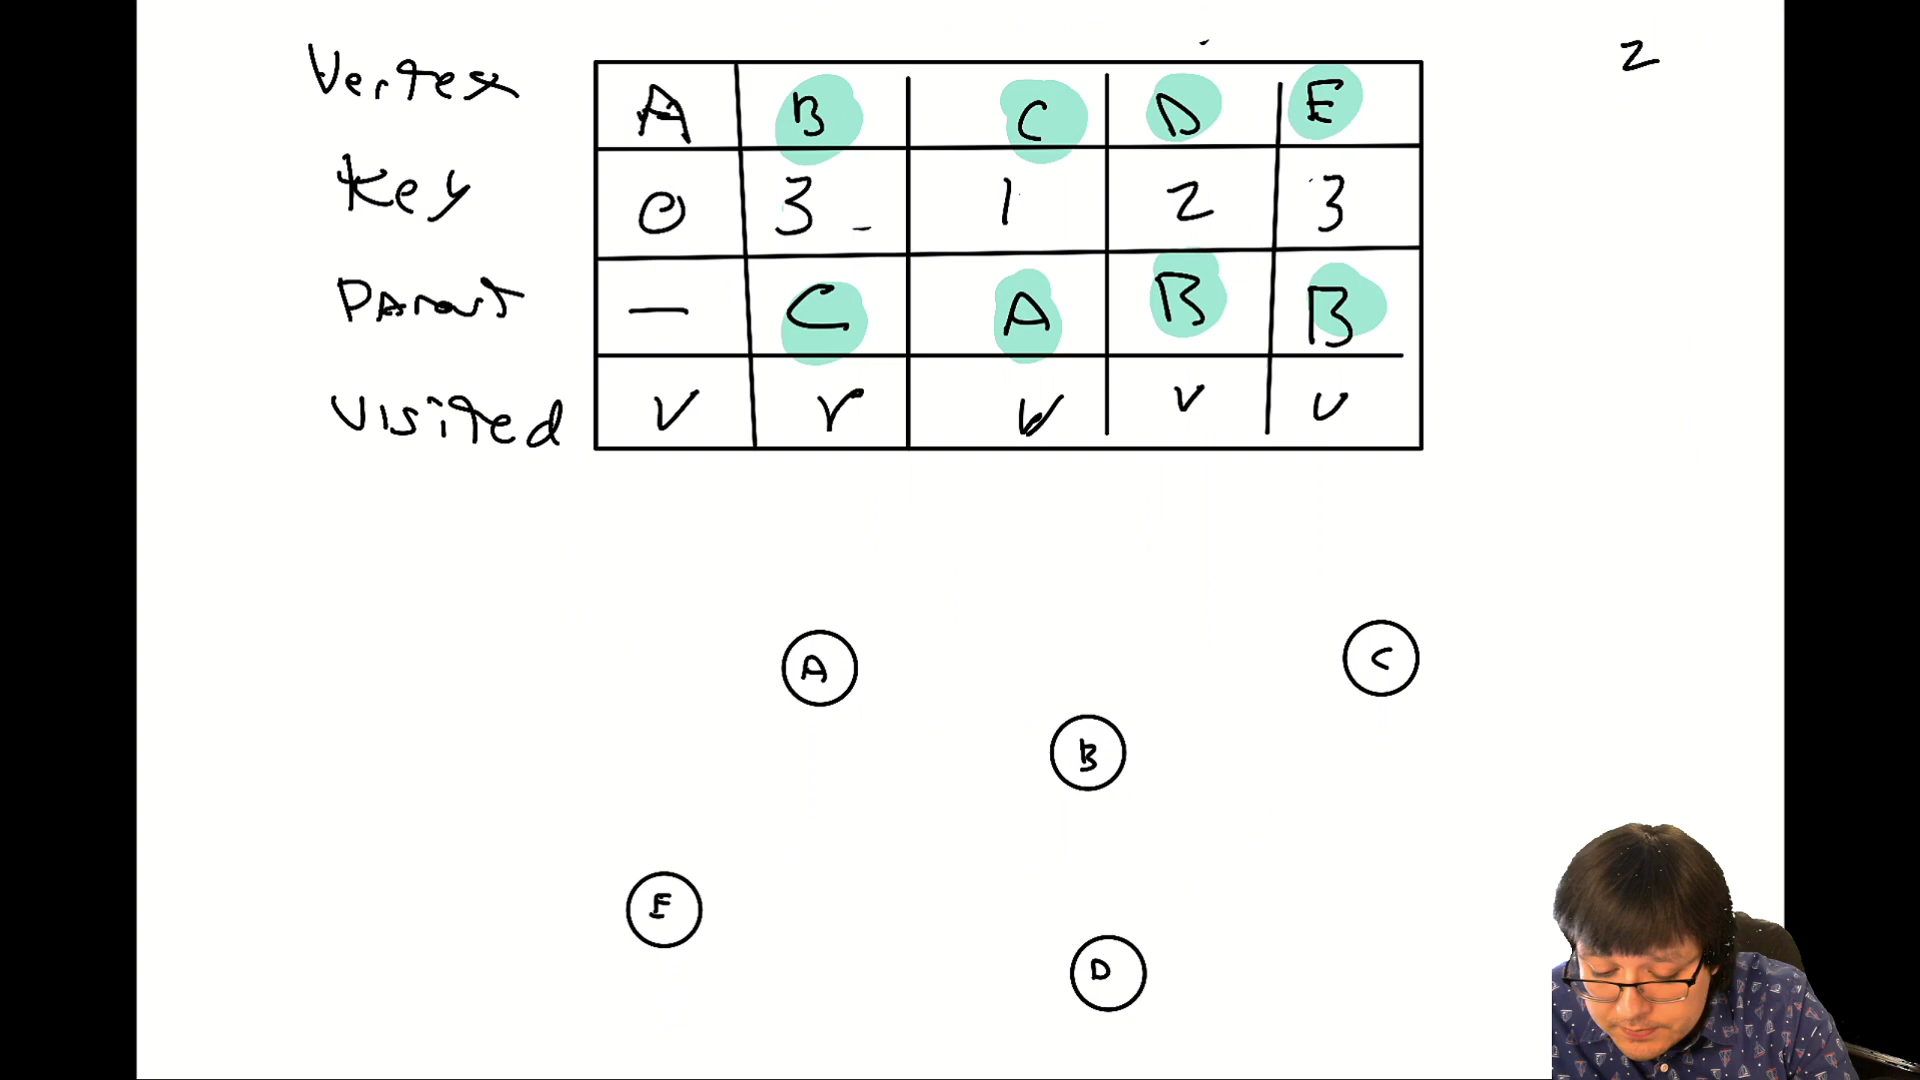 Vertex A B C D E 2
Key 0 3 1 2 3
Parent — C A B B
Visited v v v v v
A
C
B
E
D